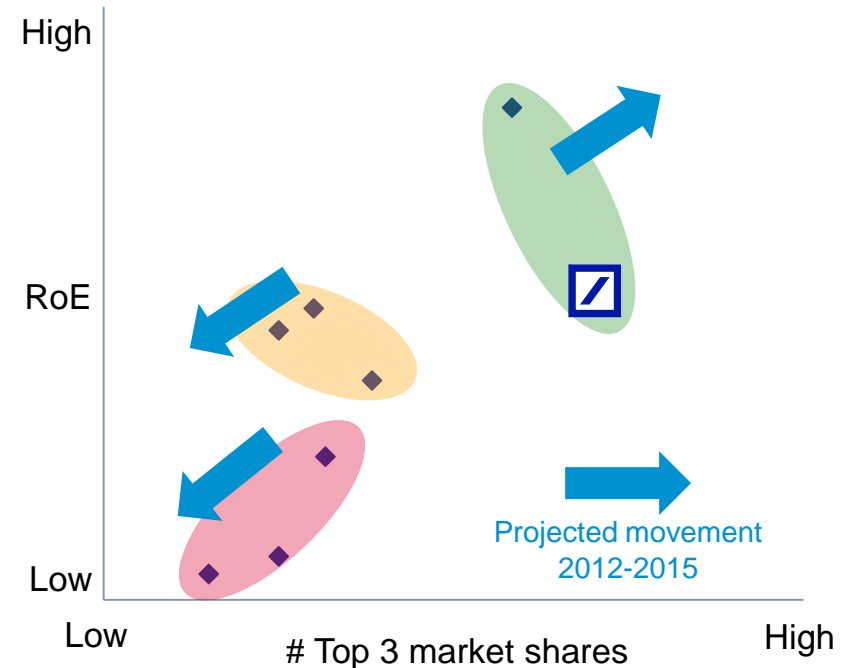 High
RoE
Low
Low
# Top 3 market shares
High
Projected movement
2012-2015